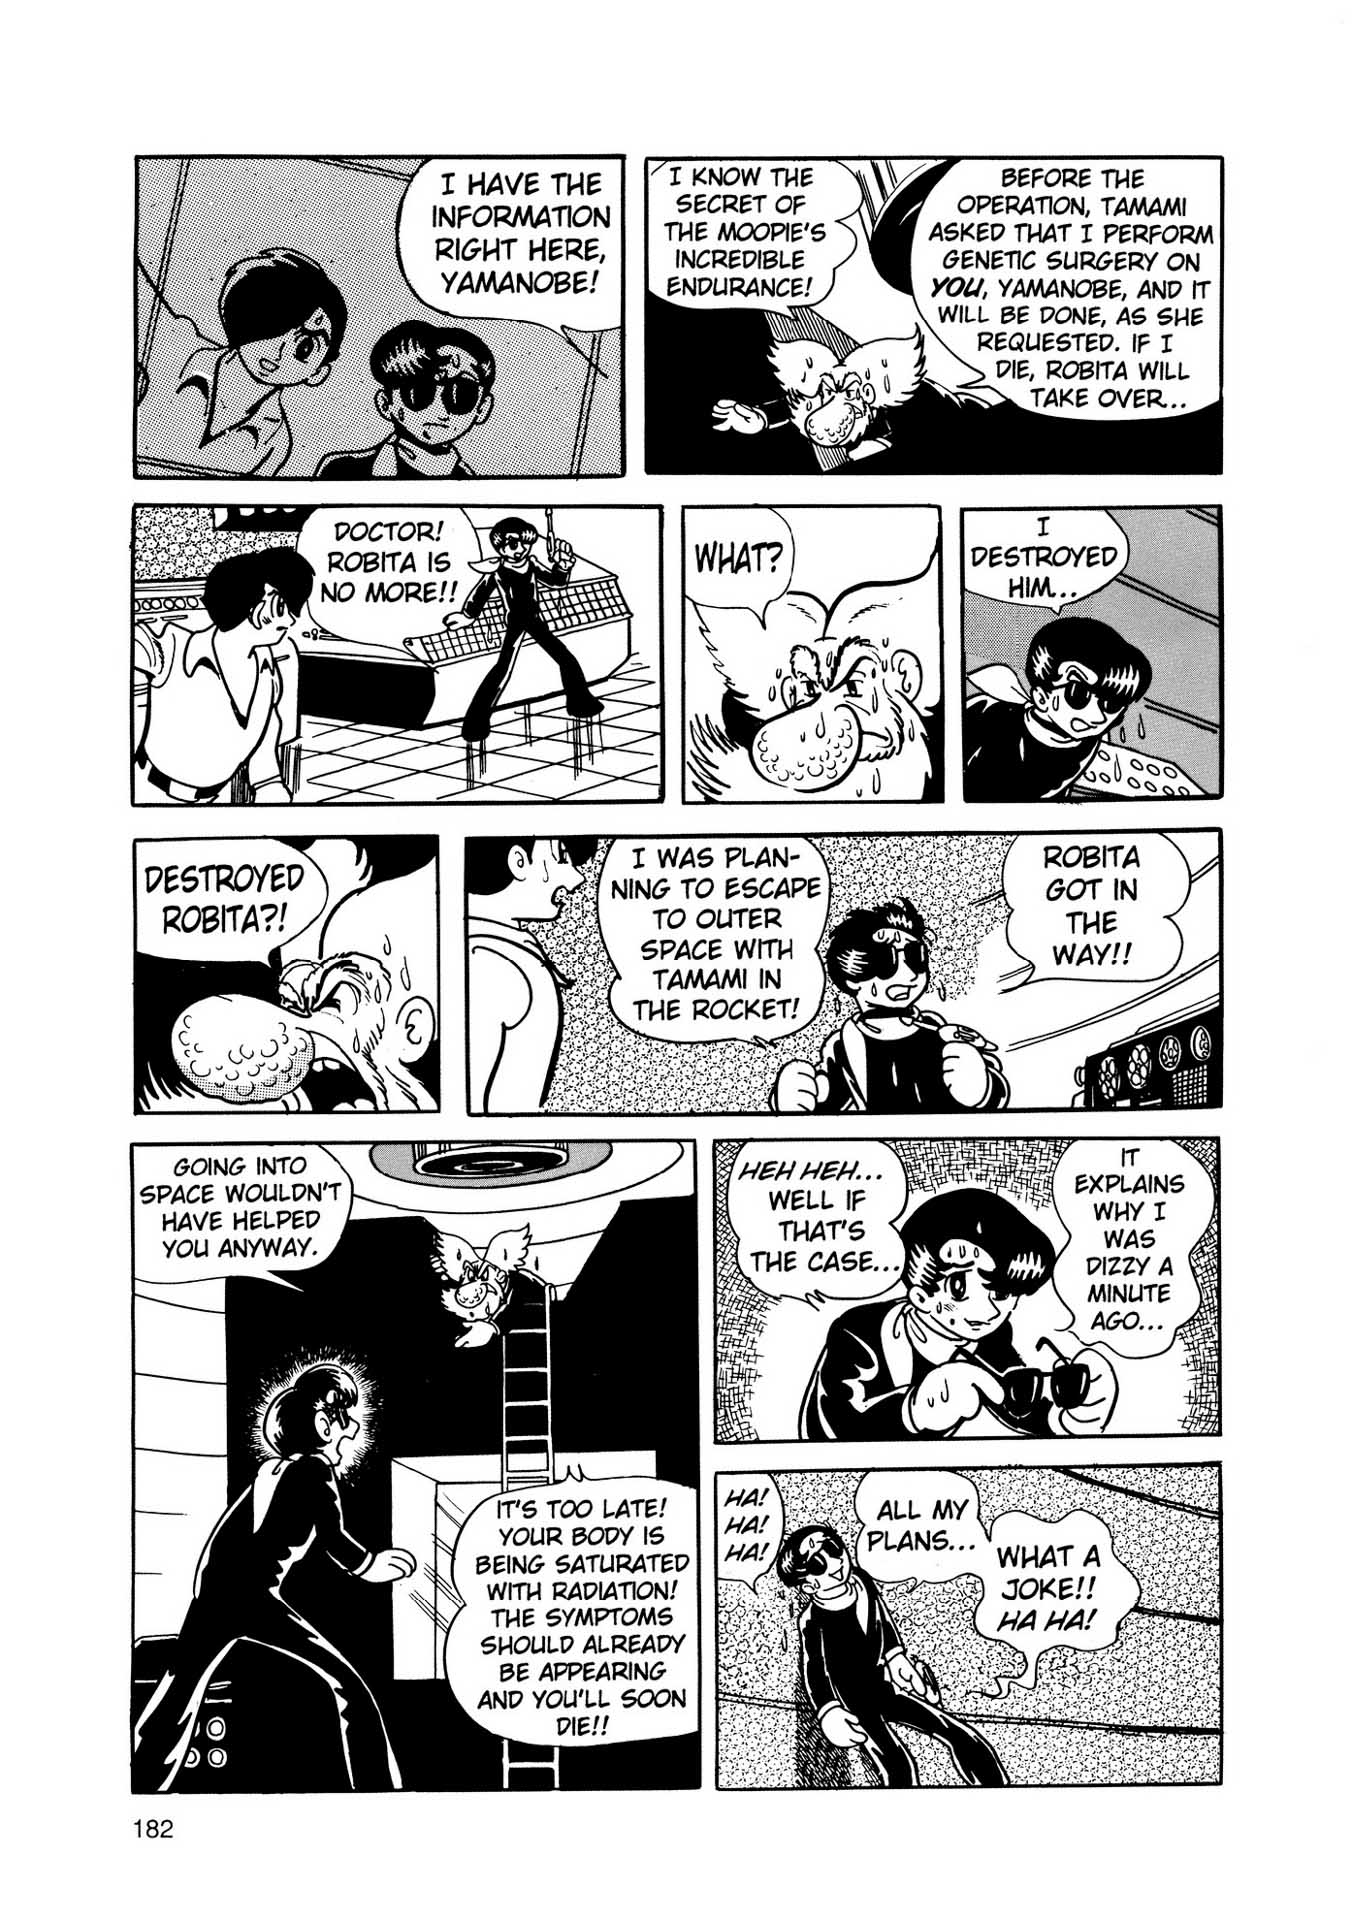 I HAVE THE
INFORMATION
RIGHT HERE,
YAMANOBE!
I KNOW THE
SECRET OF
THE MOOPIE'S
INCREDIBLE
ENDURANCE!
BEFORE THE
OPERATION, TAMAMI
ASKED THAT I PERFORM
GENETIC SURGERY ON
YOU, YAMANOBE, AND IT
WILL BE DONE, AS SHE
REQUESTED. IF I
DIE, ROBITA WILL
TAKE OVER...
DOCTOR!
ROBITA IS
NO MORE!!
WHAT?
I
DESTROYED
HIM...
DESTROYED
ROBITA?!
I WAS PLAN-
NING TO ESCAPE
TO OUTER
SPACE WITH
TAMAMI IN
THE ROCKET!
ROBITA
GOT IN
THE
WAY!!
GOING INTO
SPACE WOULDN'T
HAVE HELPED
YOU ANYWAY.
IT'S TOO LATE!
YOUR BODY IS
BEING SATURATED
WITH RADIATION!
THE SYMPTOMS
SHOULD ALREADY
BE APPEARING
AND YOU'LL SOON
DIE!!
HEH HEH...
WELL IF
THAT'S
THE CASE...
IT
EXPLAINS
WHY I
WAS
DIZZY A
MINUTE
AGO...
HA!
HA!
HA!
ALL MY
PLANS...
WHAT A
JOKE!!
HA HA!
182